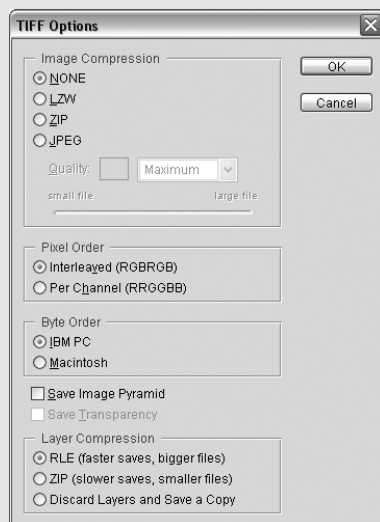 TIFF Options
Image Compression
NONE
LZW
ZIP
JPEG
Quality: Maximum
small file large file
OK
Cancel
Pixel Order
Interleaved (RGBRGB)
Per Channel (RRGGBB)
Byte Order
IBM PC
Macintosh
Save Image Pyramid
Save Transparency
Layer Compression
RLE (faster saves, bigger files)
ZIP (slower saves, smaller files)
Discard Layers and Save a Copy